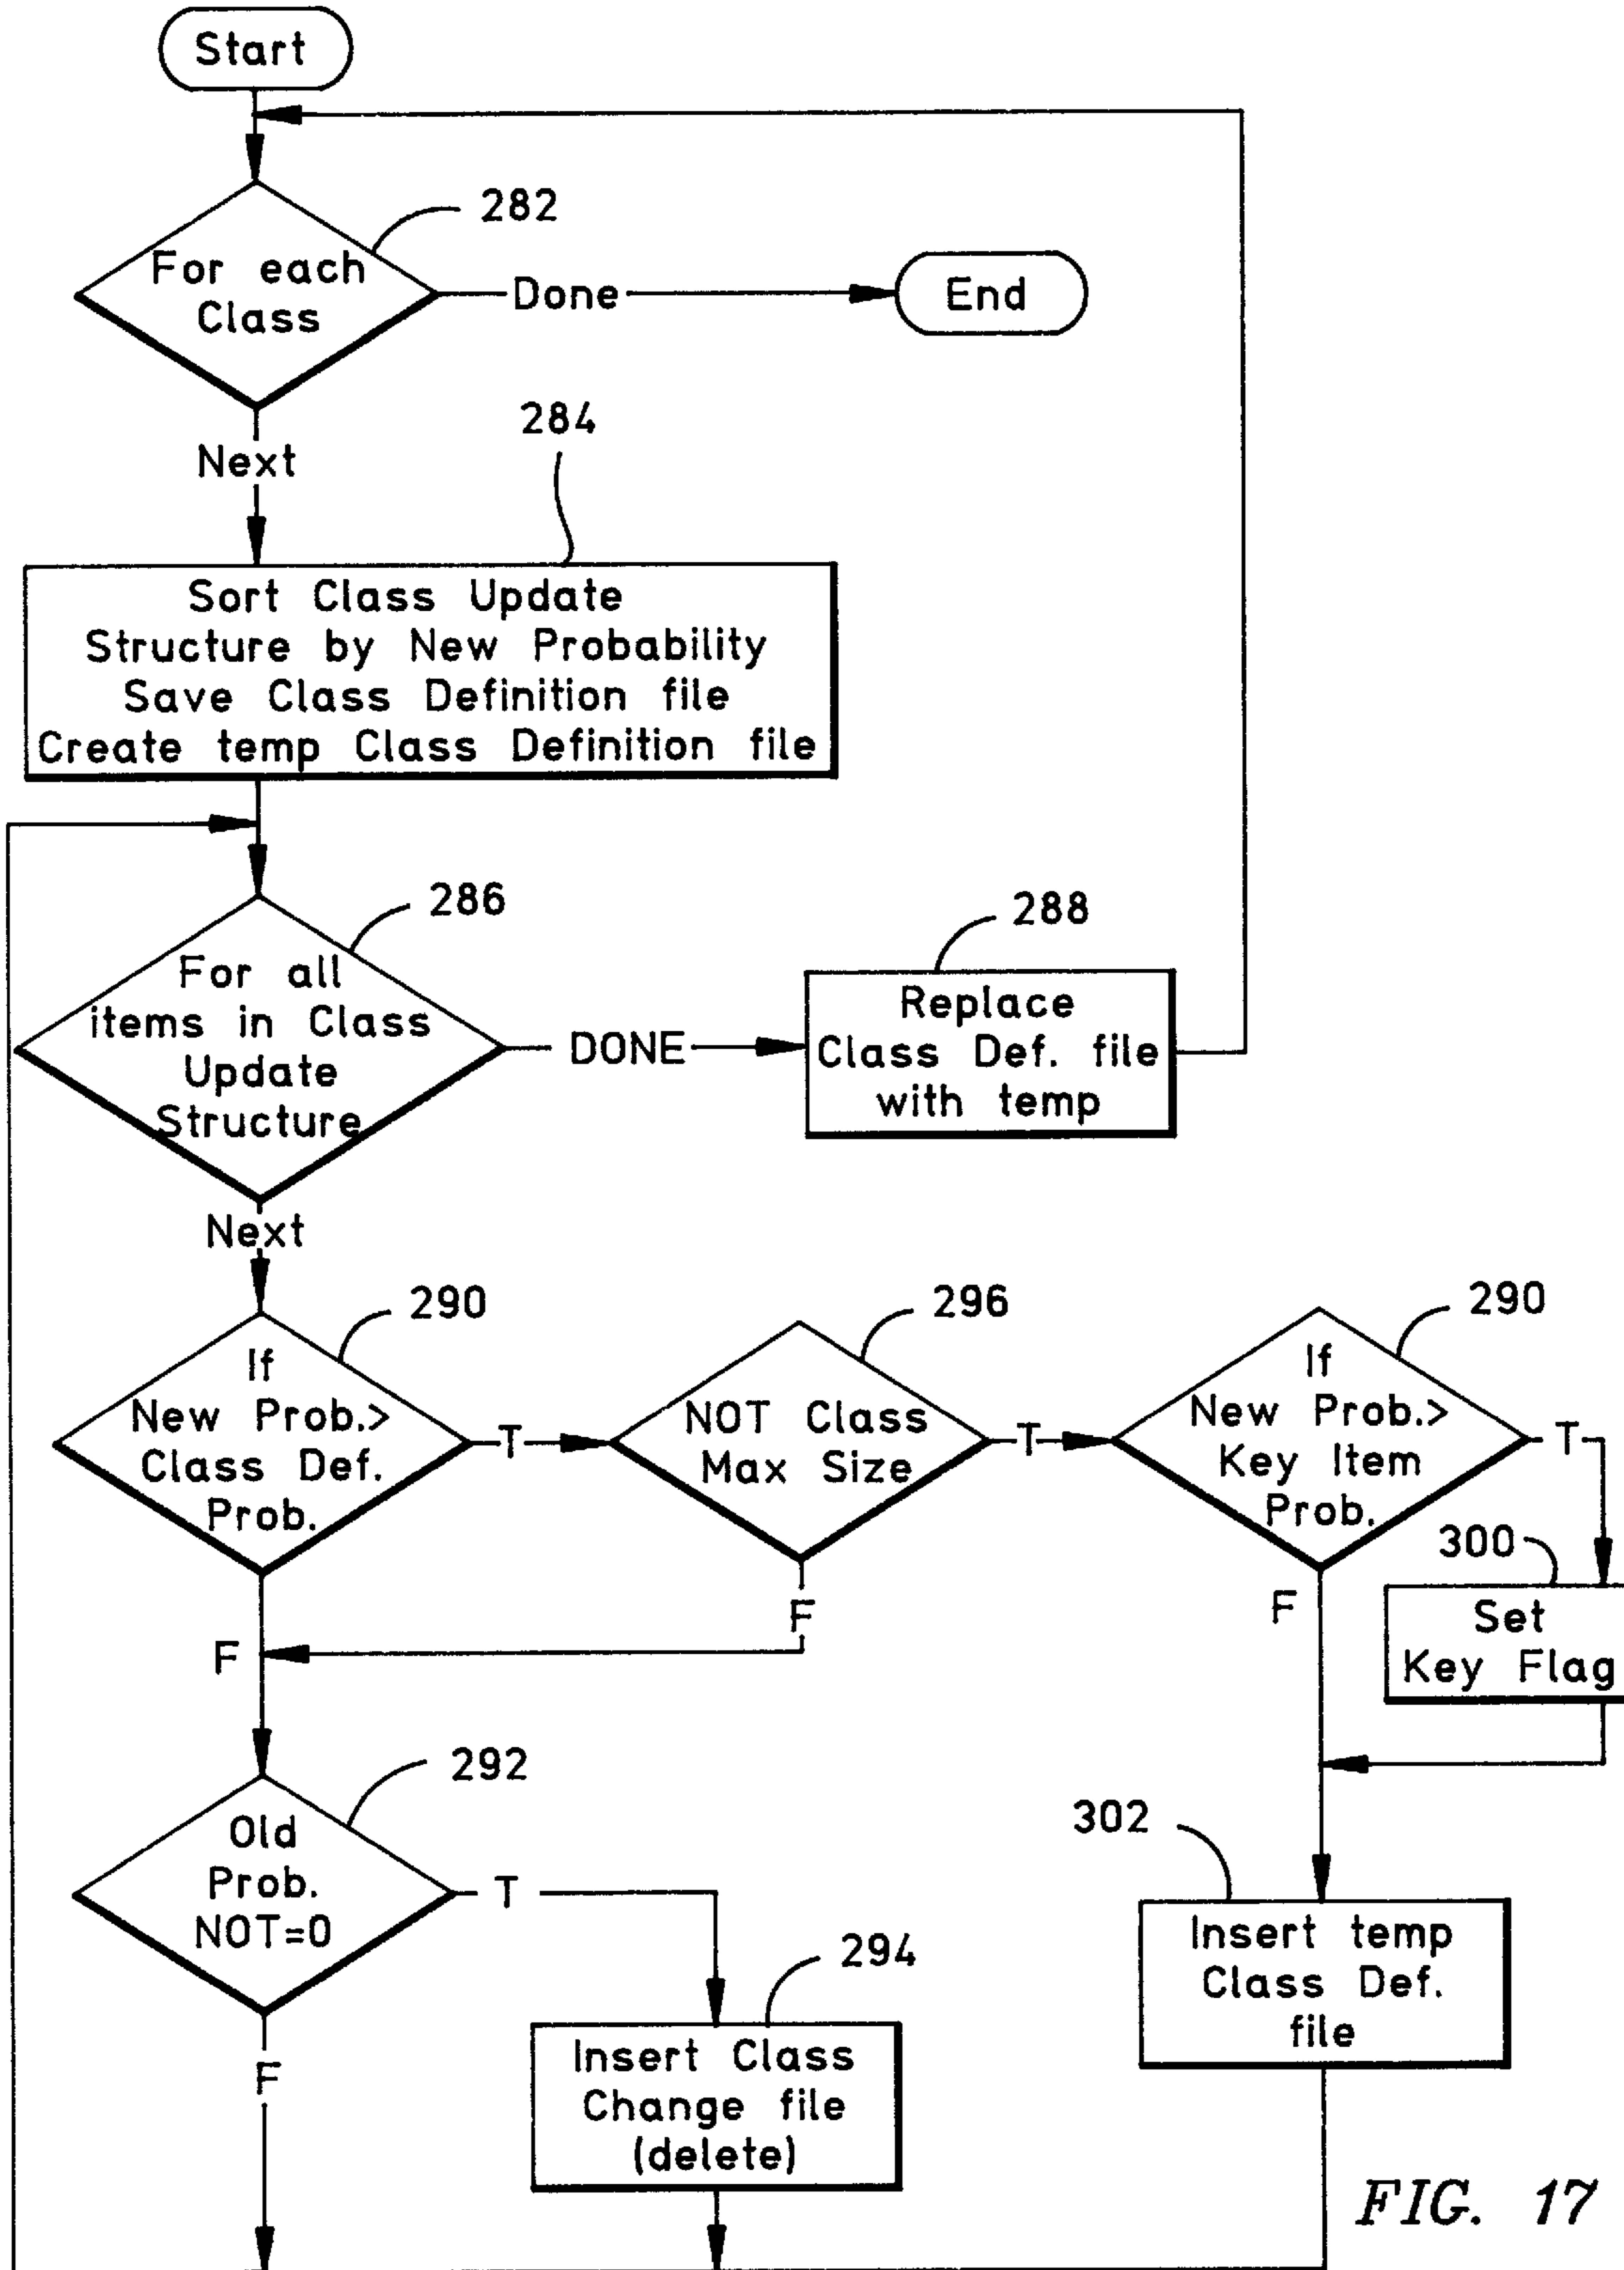 Start
282
For each
Class
Done
End
Next
284
Sort Class Update
Structure by New Probability
Save Class Definition file
Create temp Class Definition file
286
For all
items in Class
Update
Structure
DONE
288
Replace
Class Def. file
with temp
Next
290
If
New Prob.>
Class Def.
Prob.
T
296
NOT Class
Max Size
T
290
If
New Prob.>
Key Item
Prob.
T
300
Set
Key Flag
F
F
F
292
Old
Prob.
NOT=0
T
294
Insert Class
Change file
(delete)
302
Insert temp
Class Def.
file
F
FIG. 17